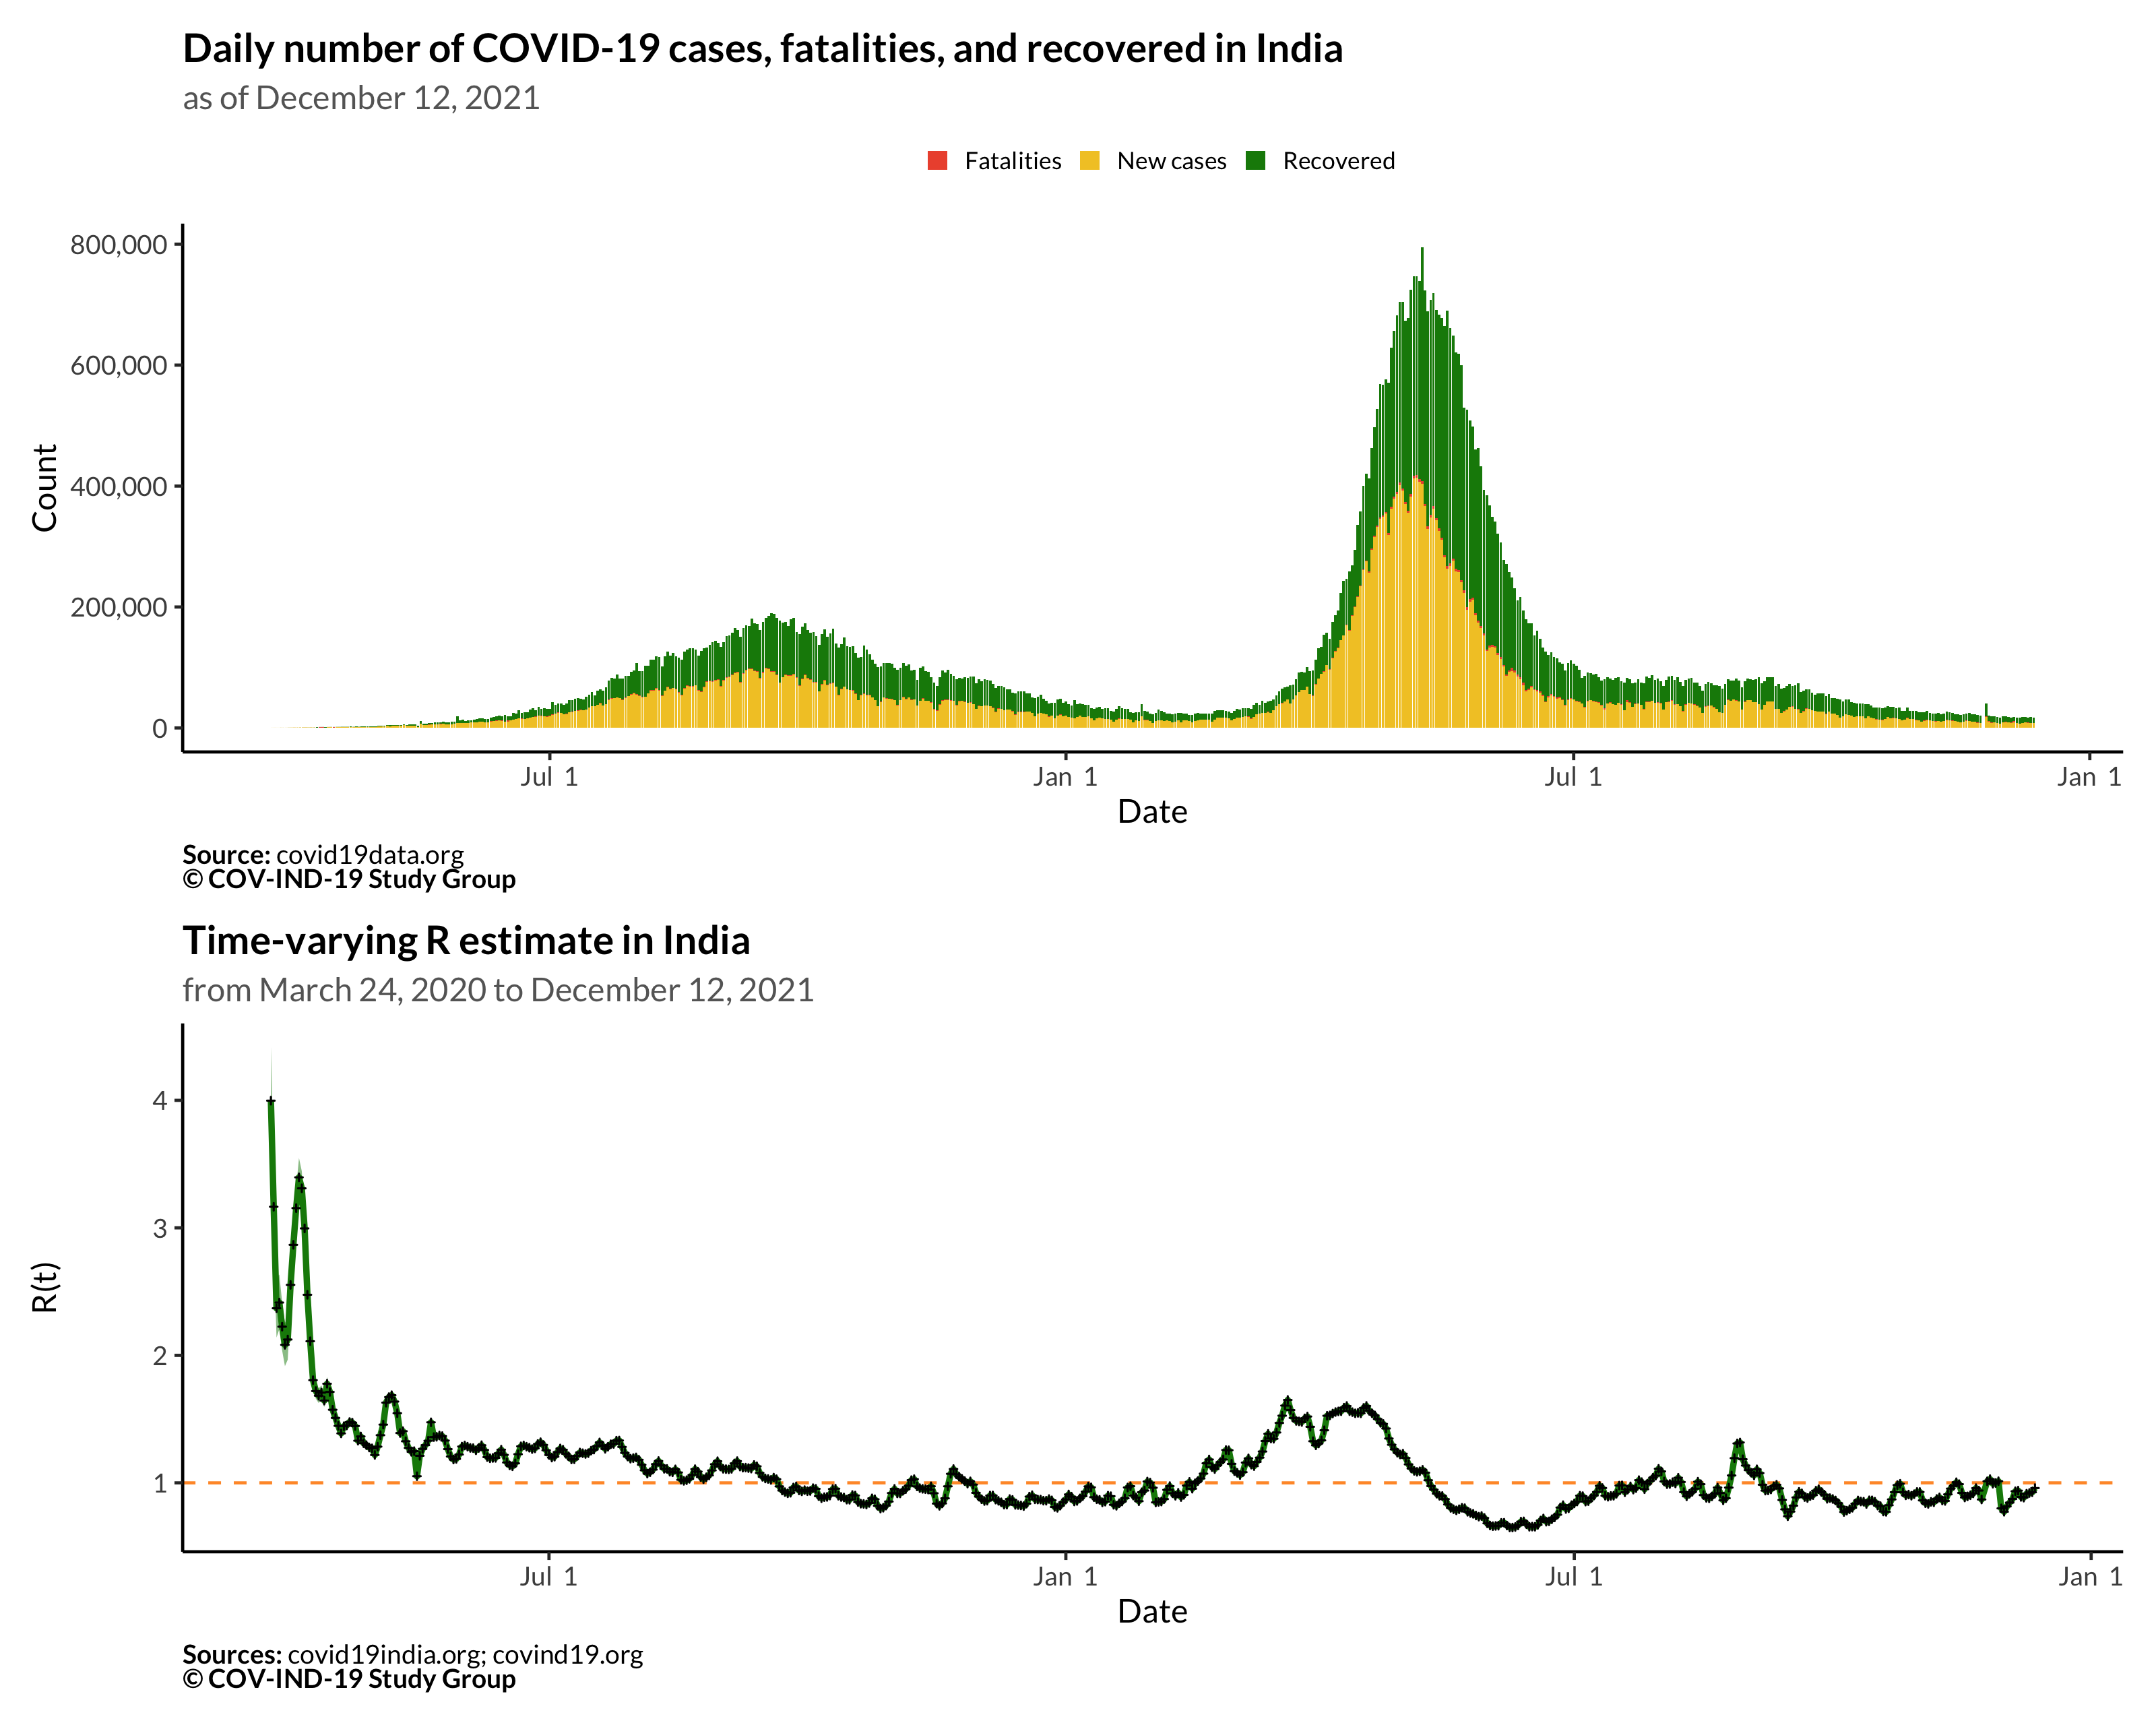 Daily number of COVID-19 cases, fatalities, and recovered in India
as of December 12, 2021
Fatalities New cases Recovered
800,000
600,000
400,000
200,000
0
Count
Jul 1 Jan 1 Jul 1 Jan 1
Date
Source: covid19data.org
© COV-IND-19 Study Group
Time-varying R estimate in India
from March 24, 2020 to December 12, 2021
4
3
2
1
R(t)
Jul 1 Jan 1 Jul 1 Jan 1
Date
Sources: covid19india.org; covind19.org
© COV-IND-19 Study Group